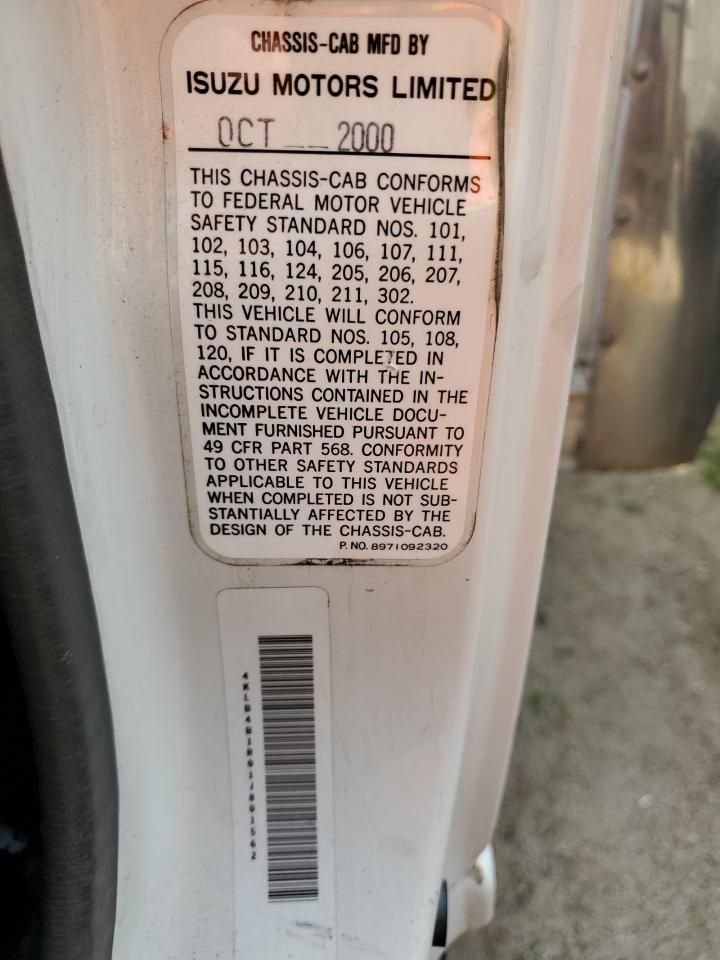 CHASSIS-CAB MFD BY
ISUZU MOTORS LIMITED
OCT __ 2000
THIS CHASSIS-CAB CONFORMS
TO FEDERAL MOTOR VEHICLE
SAFETY STANDARD NOS. 101,
102, 103, 104, 106, 107, 111,
115, 116, 124, 205, 206, 207,
208, 209, 210, 211, 302.
THIS VEHICLE WILL CONFORM
TO STANDARD NOS. 105, 108,
120, IF IT IS COMPLETED IN
ACCORDANCE WITH THE IN-
STRUCTIONS CONTAINED IN THE
INCOMPLETE VEHICLE DOCU-
MENT FURNISHED PURSUANT TO
49 CFR PART 568. CONFORMITY
TO OTHER SAFETY STANDARDS
APPLICABLE TO THIS VEHICLE
WHEN COMPLETED IS NOT SUB-
STANTIALLY AFFECTED BY THE
DESIGN OF THE CHASSIS-CAB.
P. NO. 8971092320
4KLB4B1R01J801562